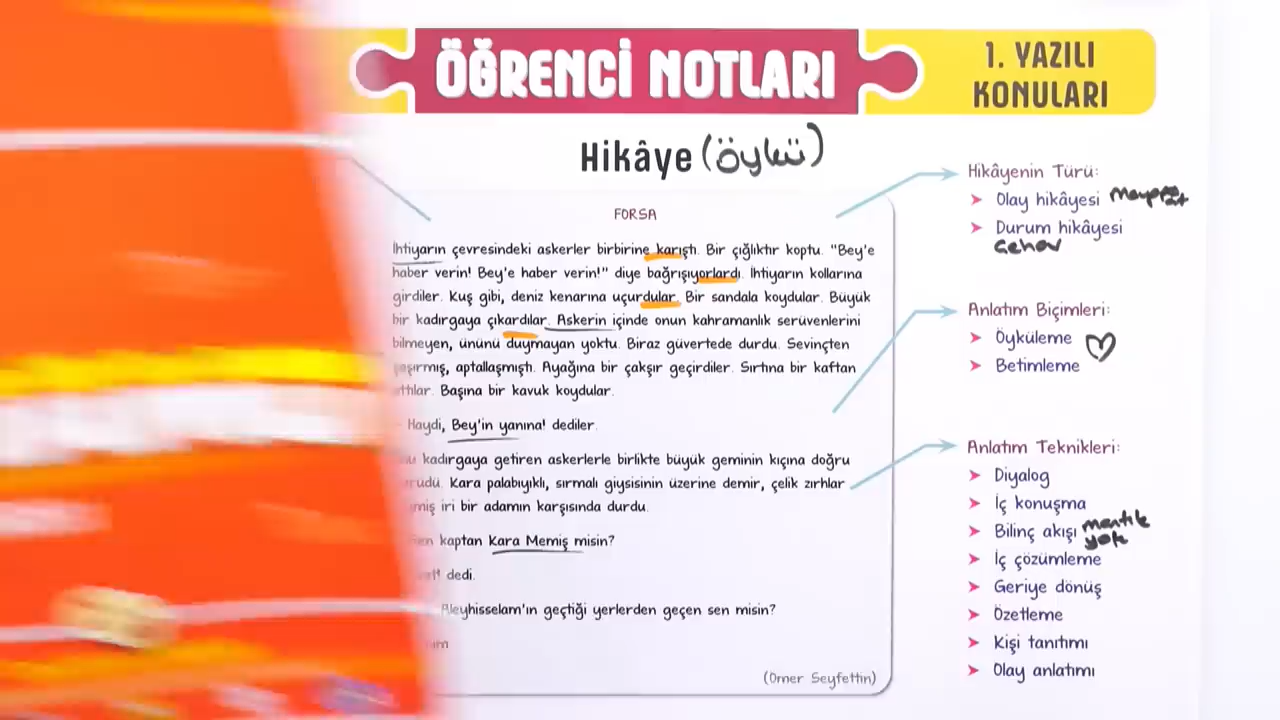 ÖĞRENCİ NOTLARI
1. YAZILI
KONULARI
Hikâye (öykü)
FORSA
İhtiyarın çevresindeki askerler birbirine karıştı. Bir çığlıktır koptu. "Bey'e
haber verin! Bey'e haber verin!" diye bağrışıyorlardı. İhtiyarın kollarına
girdiler. Kuş gibi, deniz kenarına uçurdular. Bir sandala koydular. Büyük
bir kadırgaya çıkardılar. Askerin içinde onun kahramanlık serüvenlerini
bilmeyen, ününü duymayan yoktu. Biraz güvertede durdu. Sevinçten
şaşırmış, aptallaşmıştı. Ayağına bir çakşır geçirdiler. Sırtına bir kaftan
attılar. Başına bir kavuk koydular.
Haydi, Bey'in yanına! dediler.
kadırgaya getiren askerlerle birlikte büyük geminin kıçına doğru
Kara palabıyıklı, sırmalı giysisinin üzerine demir, çelik zırhlar
iri bir adamın karşısında durdu.
kaptan Kara Memiş misin?
dedi.
Aleyhisselam'ın geçtiği yerlerden geçen sen misin?
(Ömer Seyfettin)
Hikâyenin Türü:
➤ Olay hikâyesi
➤ Durum hikâyesi
Çehov
Anlatım Biçimleri:
➤ Öyküleme
➤ Betimleme
Anlatım Teknikleri:
➤ Diyalog
➤ İç konuşma
➤ Bilinç akışı mantık
yok
➤ İç çözümleme
➤ Geriye dönüş
➤ Özetleme
➤ Kişi tanıtımı
➤ Olay anlatımı